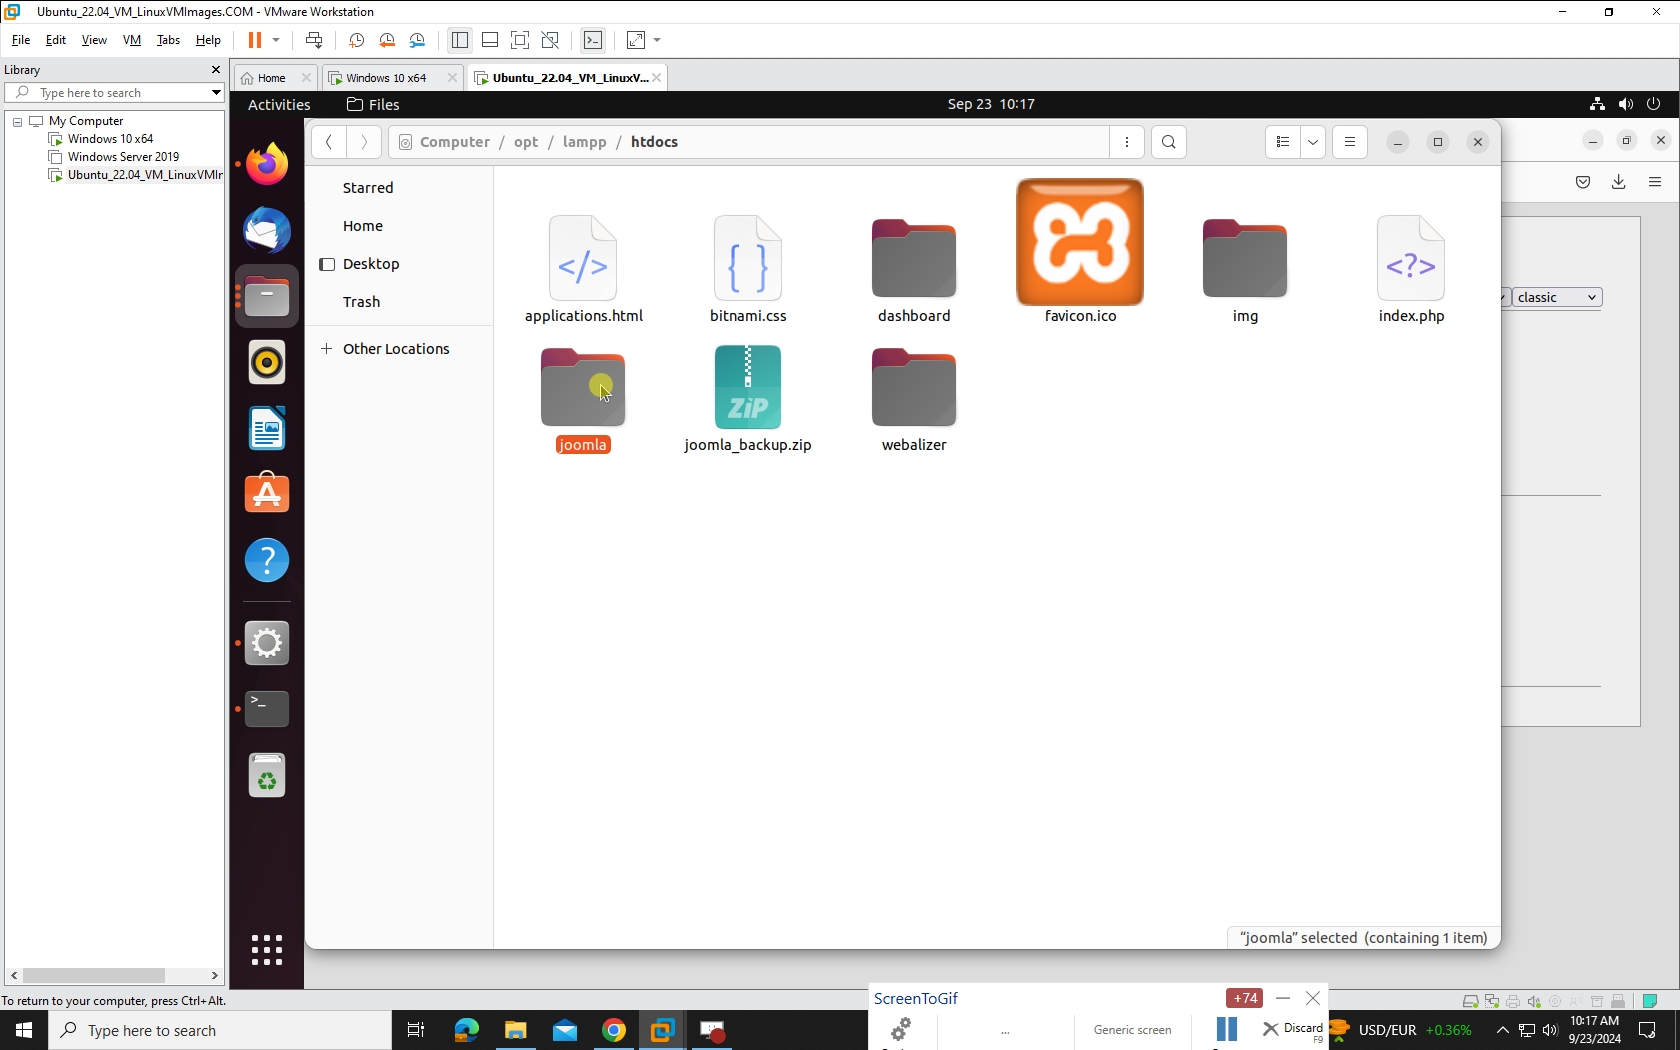 Ubuntu_22.04_VM_LinuxVMImages.COM - VMware Workstation
File Edit View VM Tabs Help
Library
Type here to search
My Computer
Windows 10 x64
Windows Server 2019
Ubuntu_22.04_VM_LinuxVMIr
Home
Windows 10 x64
Ubuntu_22.04_VM_LinuxV...
Activities
Files
Sep 23 10:17
Computer / opt / lampp / htdocs
Starred
Home
Desktop
Trash
+ Other Locations
applications.html
bitnami.css
dashboard
favicon.ico
img
index.php
joomla
ZIP
joomla_backup.zip
webalizer
classic
"joomla" selected (containing 1 item)
To return to your computer, press Ctrl+Alt.
ScreenToGif
+74
...
Generic screen
Discard
F9
Type here to search
USD/EUR +0.36%
10:17 AM
9/23/2024